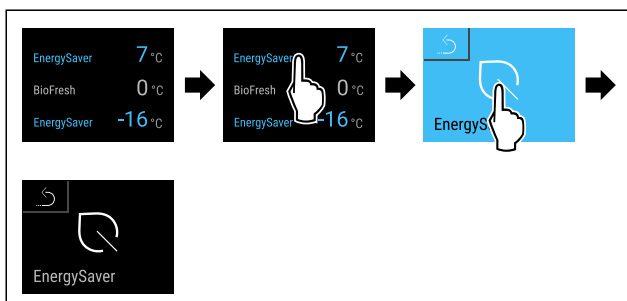 EnergySaver 7 °C
BioFresh 0 °C
EnergySaver -16 °C
EnergySaver 7 °C
BioFresh 0 °C
EnergySaver 16 °C
EnergyS
EnergySaver